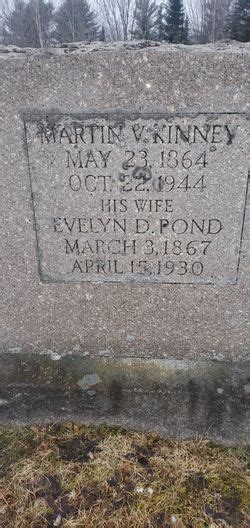 MARTIN V. KINNEY
MAY 23, 1864
OCT. 22, 1944
HIS WIFE
EVELYN D. POND
MARCH 3, 1867
APRIL 15, 1930